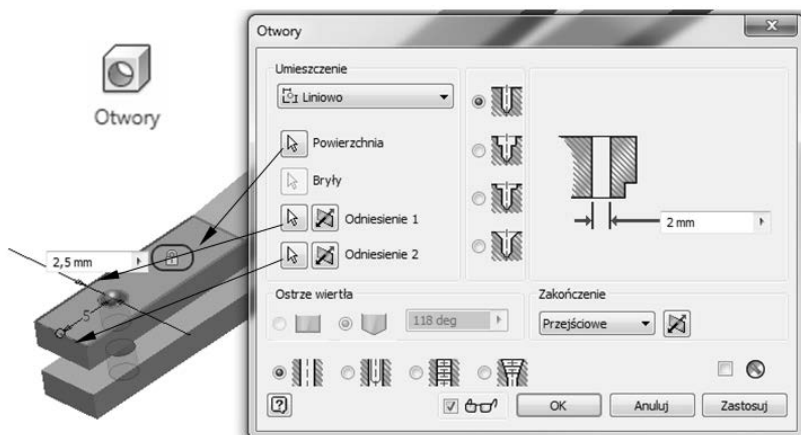 Otwory
Otwory
Umieszczenie
Liniowo
Powierzchnia
Bryły
Odniesienie 1
Odniesienie 2
2,5 mm
5
2 mm
Ostrze wiertła
118 deg
Zakończenie
Przejściowe
OK
Anuluj
Zastosuj